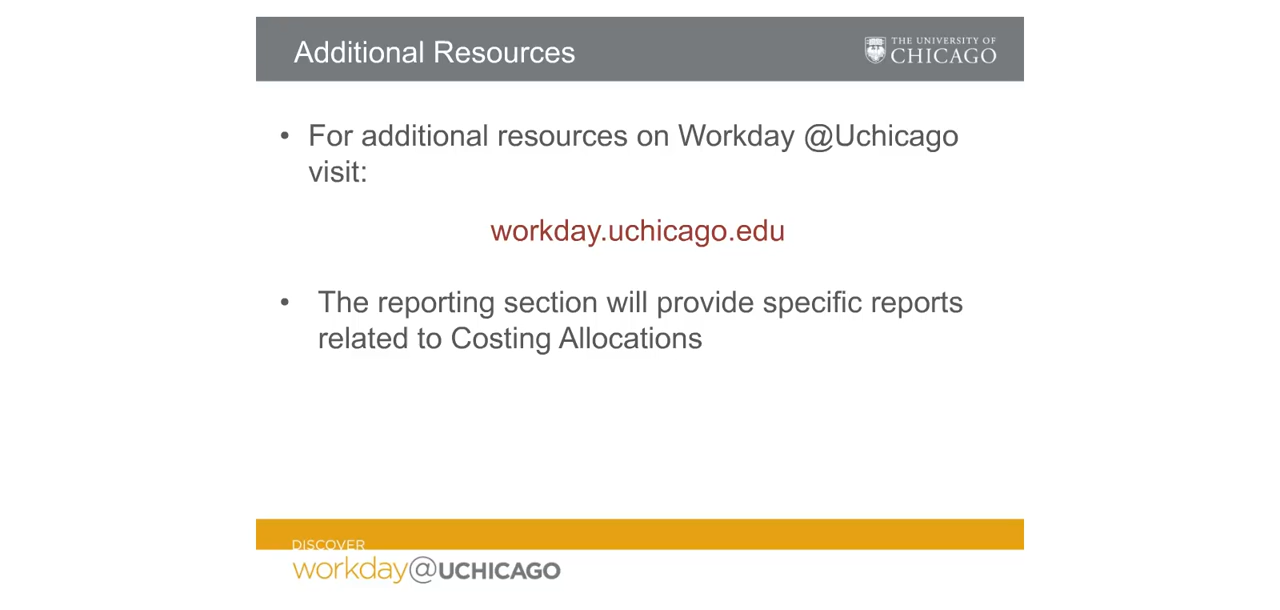 Additional Resources
THE UNIVERSITY OF
CHICAGO
• For additional resources on Workday @Uchicago
visit:
workday.uchicago.edu
• The reporting section will provide specific reports
related to Costing Allocations
DISCOVER
workday@UCHICAGO